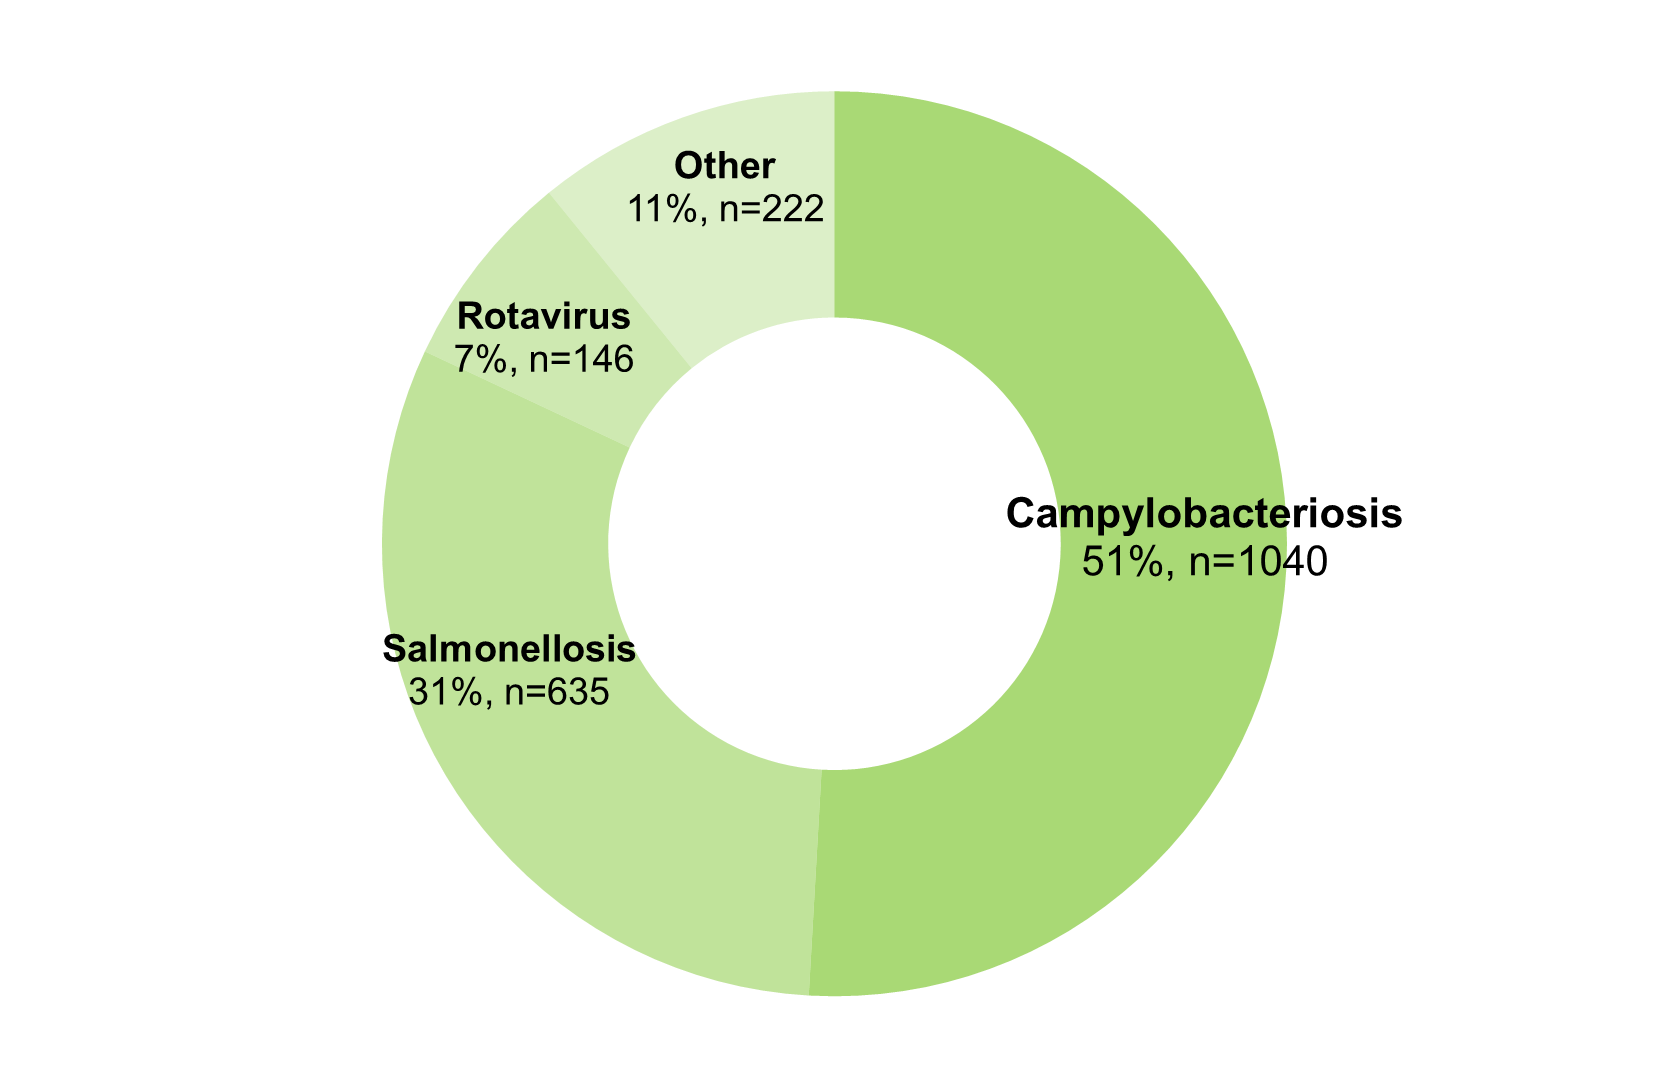 Other
11%, n=222
Rotavirus
7%, n=146
Campylobacteriosis
51%, n=1040
Salmonellosis
31%, n=635